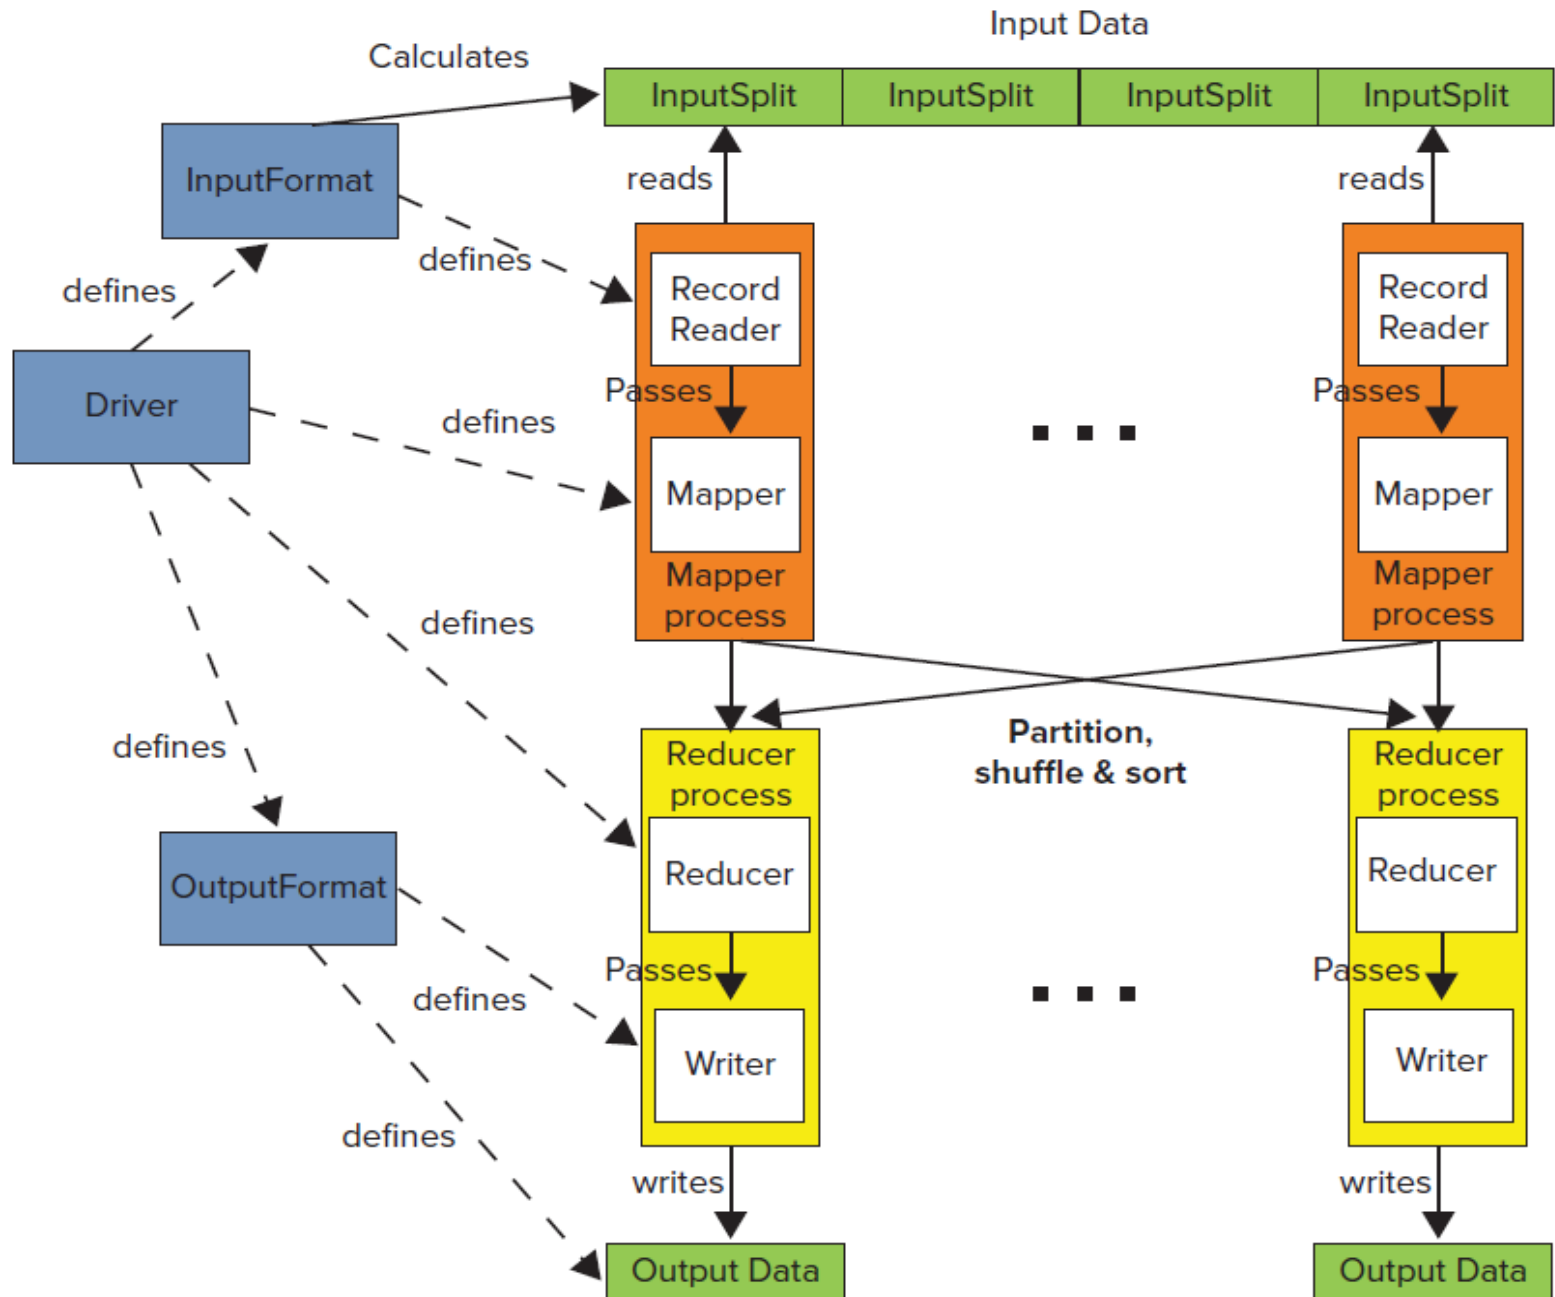 Input Data
Calculates
InputSplit
InputSplit
InputSplit
InputSplit
InputFormat
reads
reads
defines
defines
Record
Reader
Record
Reader
Driver
Passes
Passes
defines
Mapper
Mapper
Mapper
process
Mapper
process
defines
defines
Partition,
shuffle & sort
Reducer
process
Reducer
process
OutputFormat
Reducer
Reducer
Passes
Passes
defines
Writer
Writer
defines
writes
writes
Output Data
Output Data